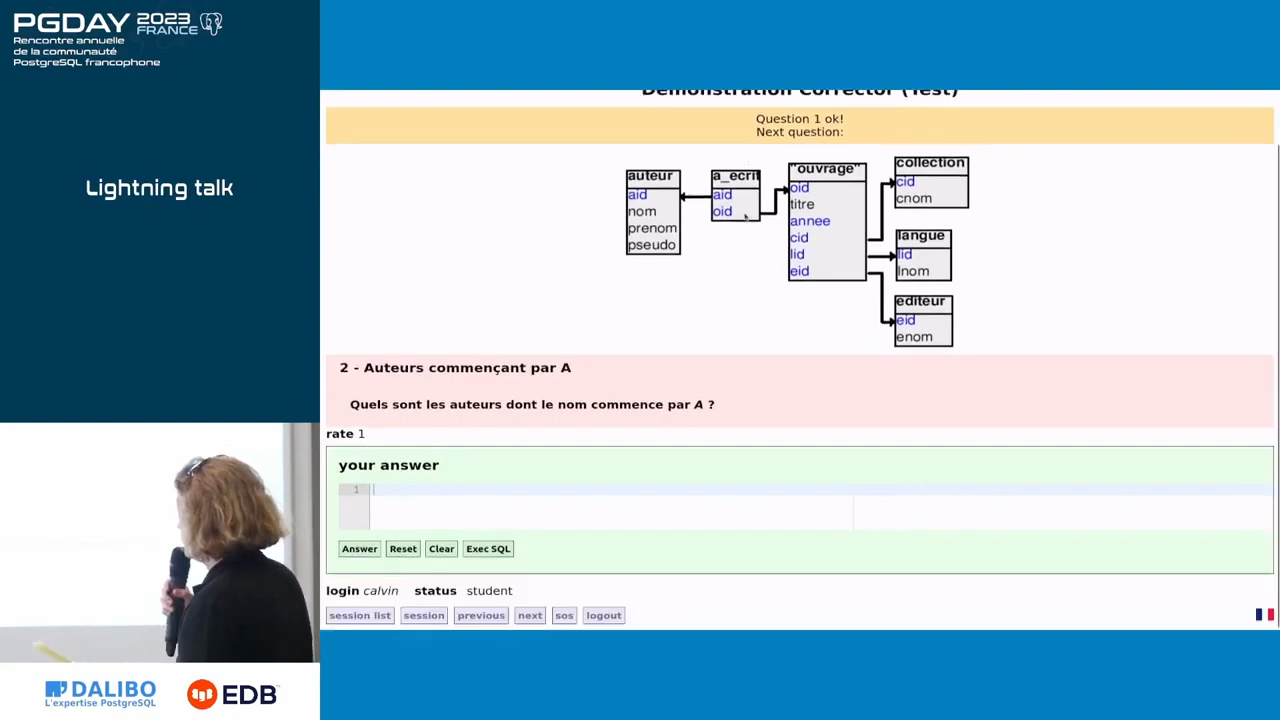 PGDAY 2023 FRANCE
Rencontre annuelle
de la communauté
PostgreSQL francophone
Lightning talk
Demonstration Corrector (Test)
Question 1 ok!
Next question:
auteur
aid
nom
prenom
pseudo
a_ecrit
aid
oid
"ouvrage"
oid
titre
annee
cid
lid
eid
collection
cid
cnom
langue
lid
lnom
editeur
eid
enom
2 - Auteurs commençant par A
Quels sont les auteurs dont le nom commence par A ?
rate 1
your answer
1
Answer Reset Clear Exec SQL
login calvin status student
session list session previous next sos logout
DALIBO
L'expertise PostgreSQL
EDB